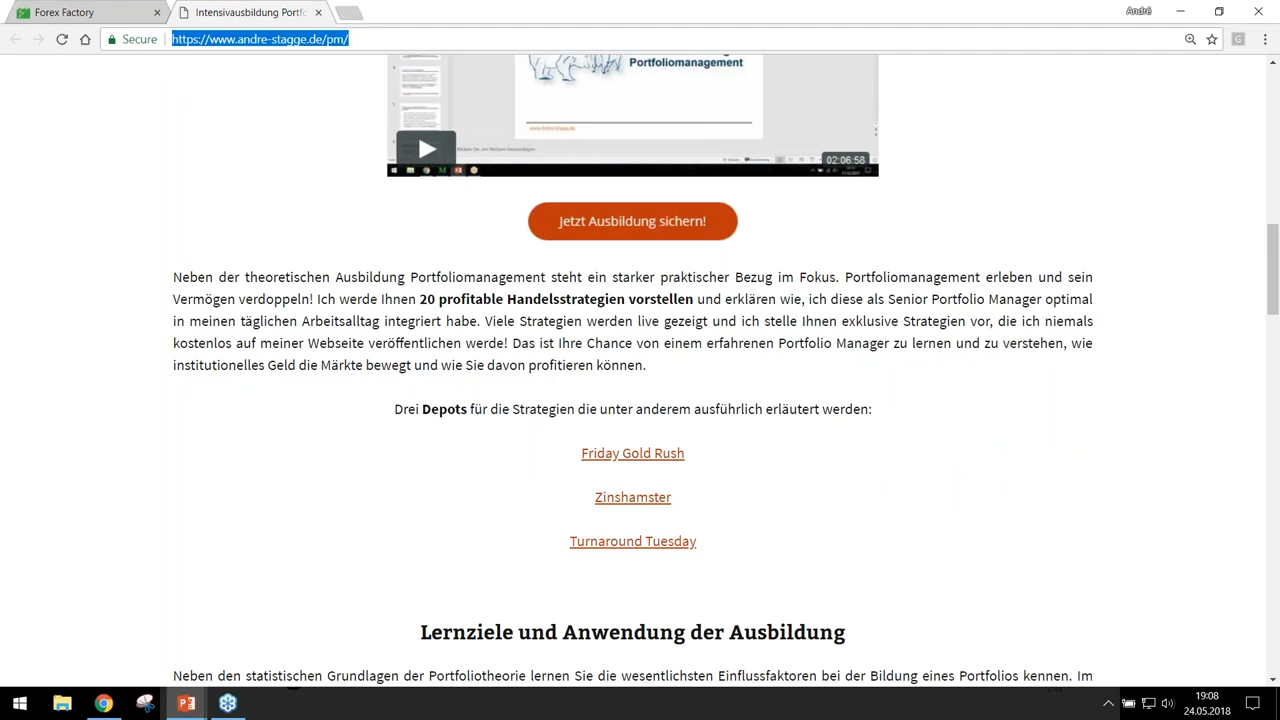 Forex Factory
Intensivausbildung Portf
André
Secure
https://www.andre-stagge.de/pm/
Portfoliomanagement
02:06:58
Jetzt Ausbildung sichern!
Neben der theoretischen Ausbildung Portfoliomanagement steht ein starker praktischer Bezug im Fokus. Portfoliomanagement erleben und sein
Vermögen verdoppeln! Ich werde Ihnen 20 profitable Handelsstrategien vorstellen und erklären wie, ich diese als Senior Portfolio Manager optimal
in meinen täglichen Arbeitsalltag integriert habe. Viele Strategien werden live gezeigt und ich stelle Ihnen exklusive Strategien vor, die ich niemals
kostenlos auf meiner Webseite veröffentlichen werde! Das ist Ihre Chance von einem erfahrenen Portfolio Manager zu lernen und zu verstehen, wie
institutionelles Geld die Märkte bewegt und wie Sie davon profitieren können.
Drei Depots für die Strategien die unter anderem ausführlich erläutert werden:
Friday Gold Rush
Zinshamster
Turnaround Tuesday
Lernziele und Anwendung der Ausbildung
Neben den statistischen Grundlagen der Portfoliotheorie lernen Sie die wesentlichsten Einflussfaktoren bei der Bildung eines Portfolios kennen. Im
19:08
24.05.2018